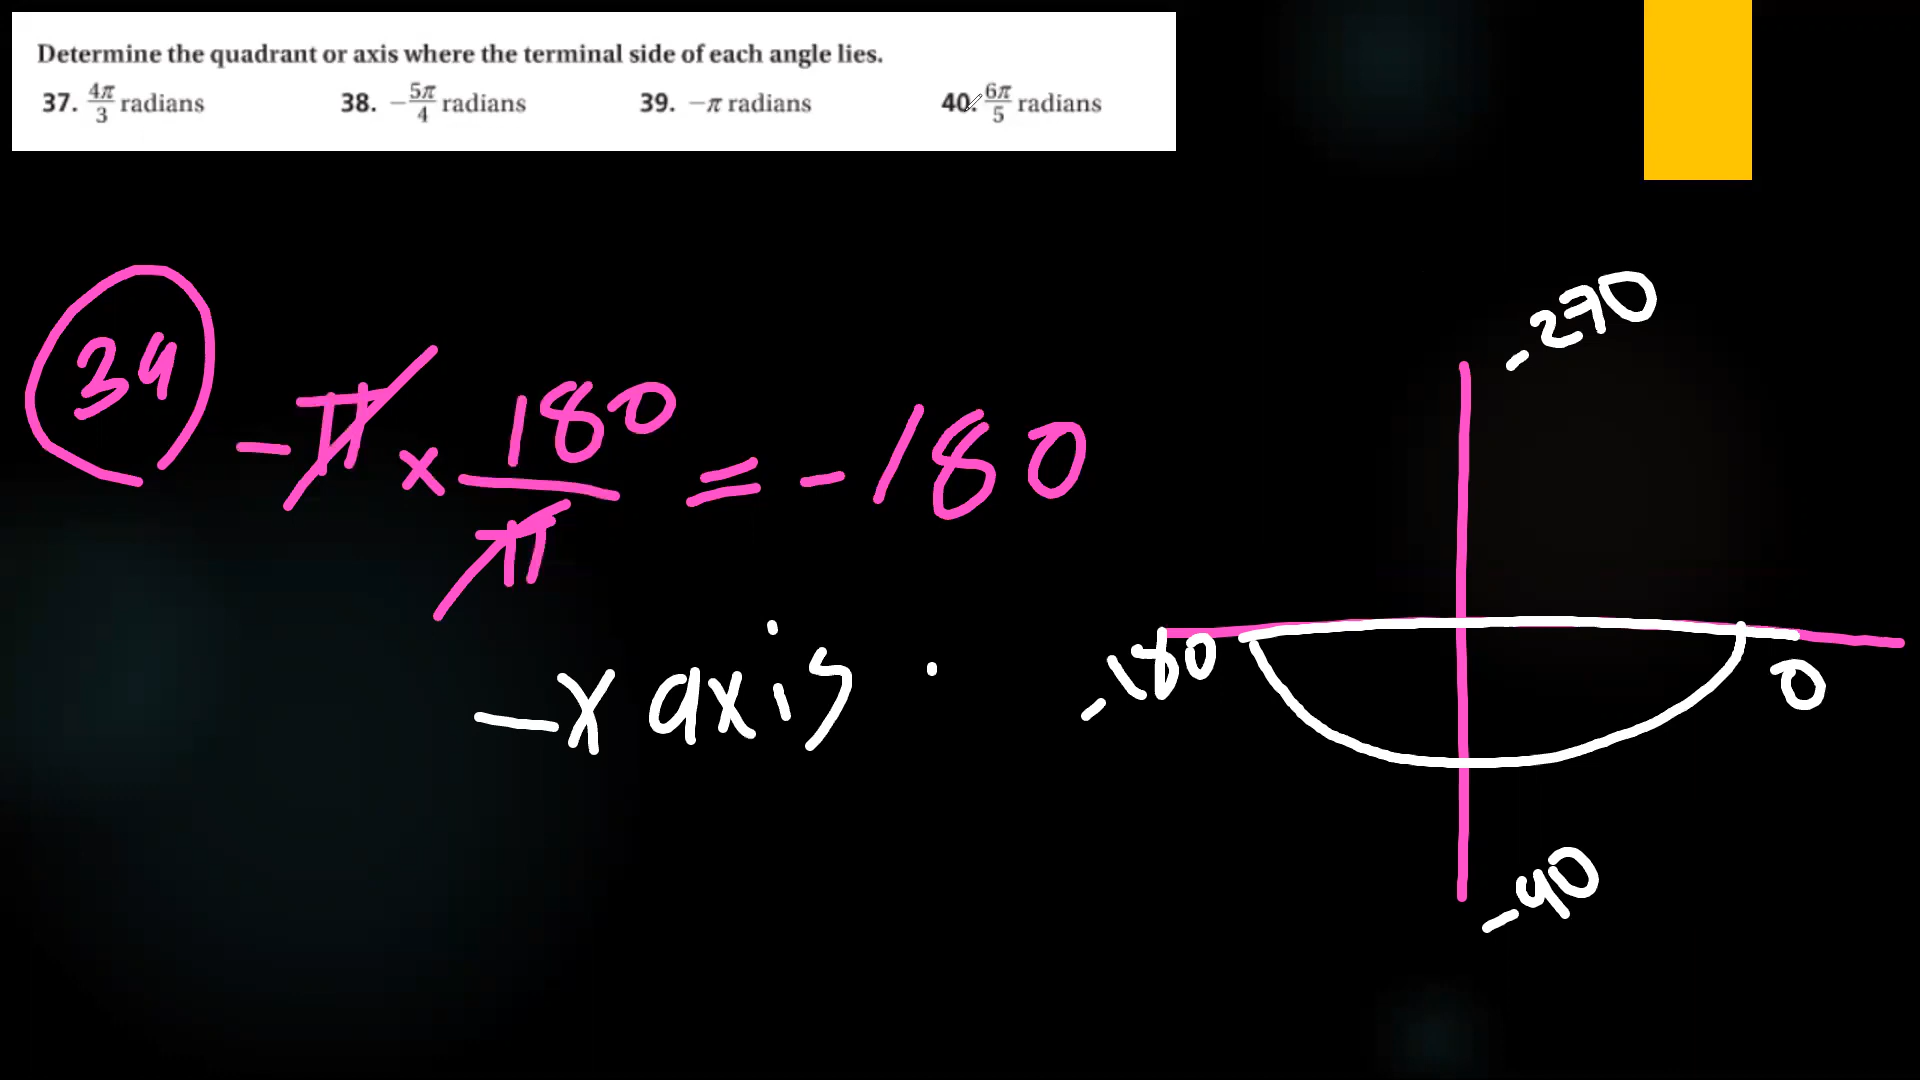 Determine the quadrant or axis where the terminal side of each angle lies.
37. 4π/3 radians 38. -5π/4 radians 39. -π radians 40. 6π/5 radians
39 -π × 180/π = -180
-x axis .
-270
-180
0
-90